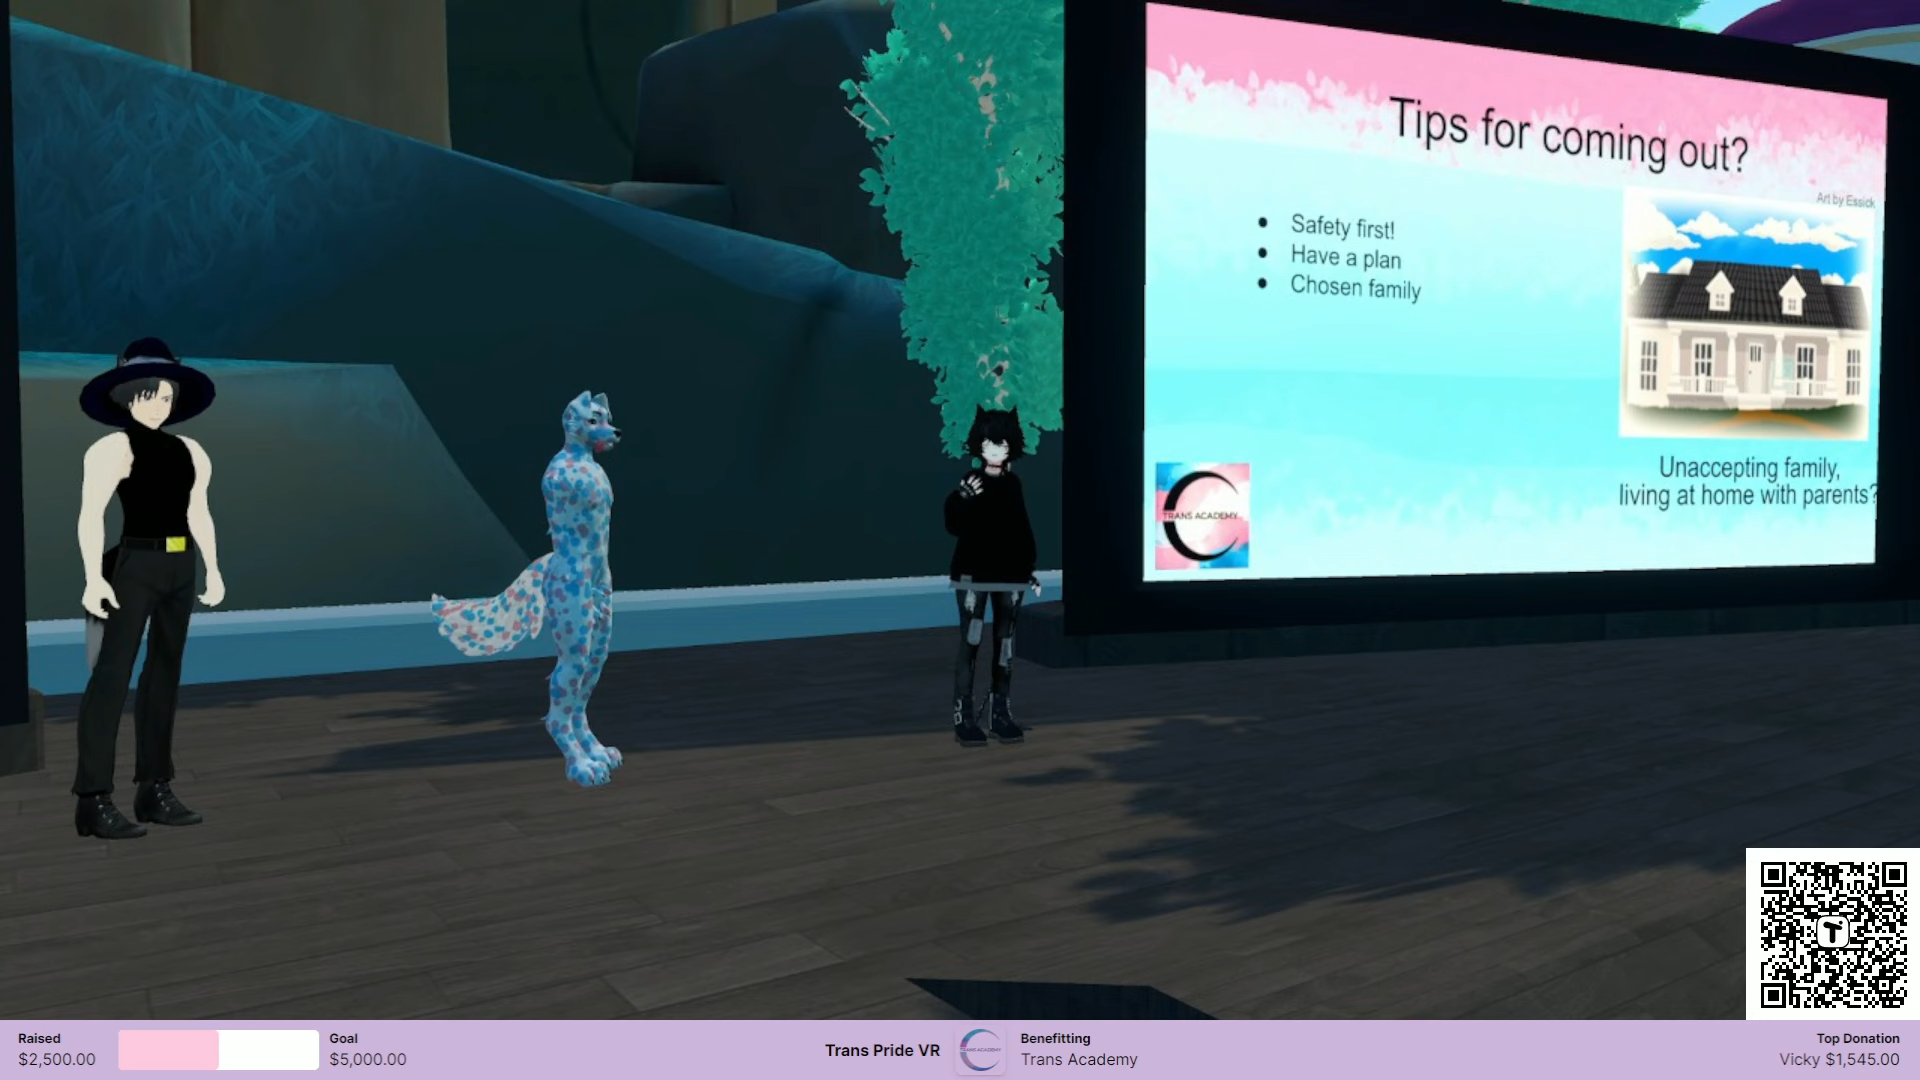 Tips for coming out?
Art by Essick
• Safety first!
• Have a plan
• Chosen family
Unaccepting family,
living at home with parents?
TRANS ACADEMY
T
Raised
$2,500.00
Goal
$5,000.00
Trans Pride VR
TRANS ACADEMY
Benefitting
Trans Academy
Top Donation
Vicky $1,545.00